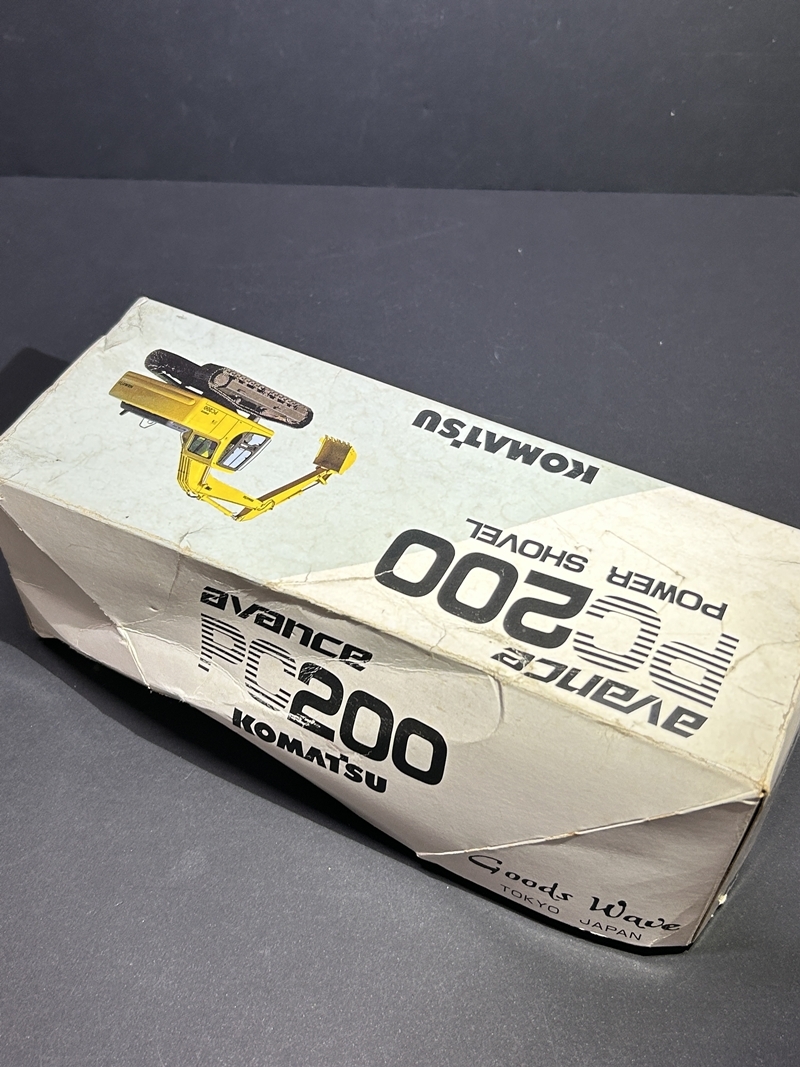 KOMATSU
POWER SHOVEL
avance
PC200
avance
PC200
KOMATSU
Goods Wave
TOKYO JAPAN